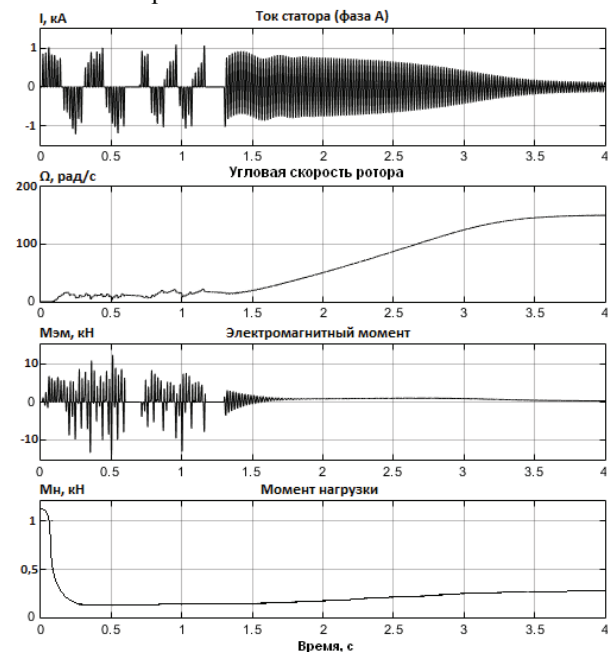 I, кА
Ток статора (фаза А)
1
0
-1
0 0.5 1 1.5 2 2.5 3 3.5 4
Ω, рад/с
Угловая скорость ротора
200
100
0
0 0.5 1 1.5 2 2.5 3 3.5 4
Мэм, кН
Электромагнитный момент
10
0
-10
0 0.5 1 1.5 2 2.5 3 3.5 4
Мн, кН
Момент нагрузки
1
0,5
0
0 0.5 1 1.5 2 2.5 3 3.5 4
Время, с